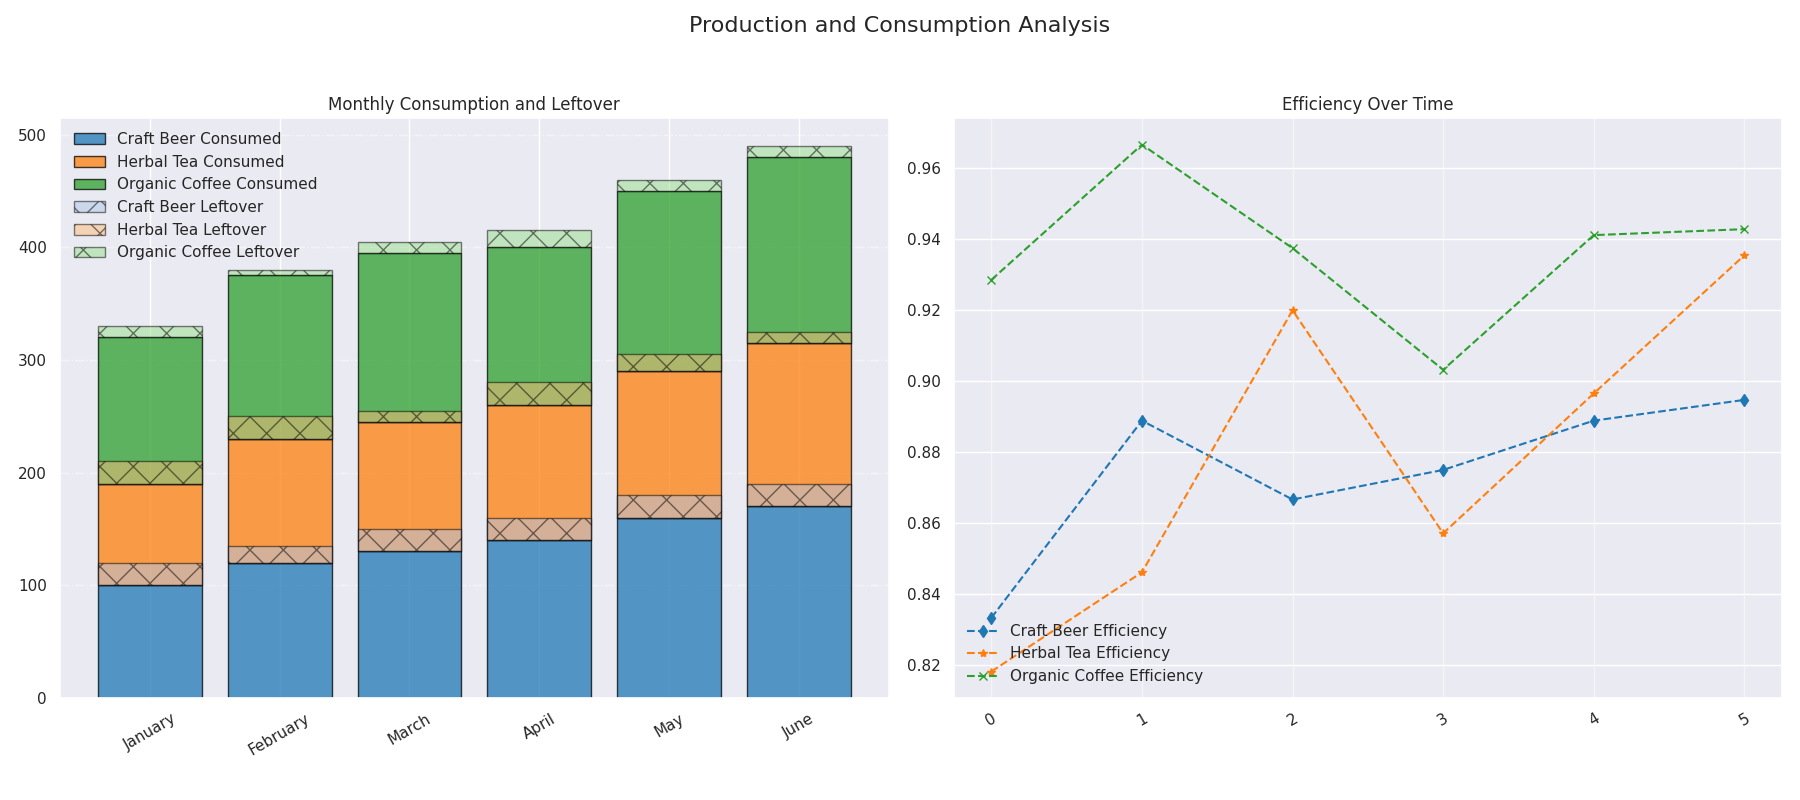 Production and Consumption Analysis
Monthly Consumption and Leftover
500
400
300
200
100
0
Craft Beer Consumed
Herbal Tea Consumed
Organic Coffee Consumed
Craft Beer Leftover
Herbal Tea Leftover
Organic Coffee Leftover
January
February
March
April
May
June
Efficiency Over Time
0.96
0.94
0.92
0.90
0.88
0.86
0.84
0.82
Craft Beer Efficiency
Herbal Tea Efficiency
Organic Coffee Efficiency
0
1
2
3
4
5